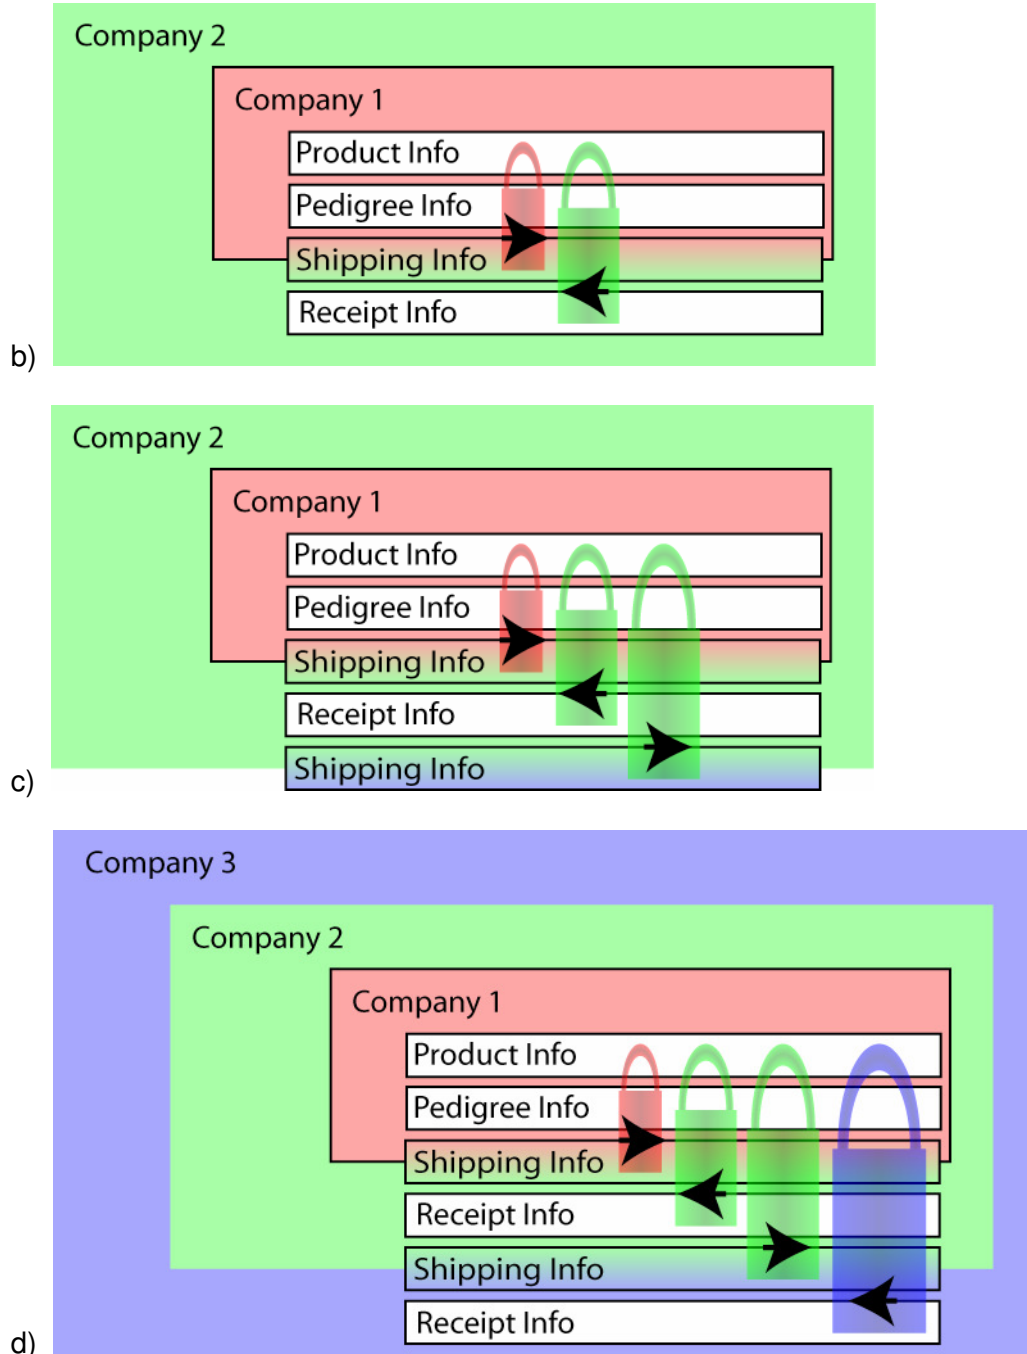 Company 2
Company 1
Product Info
Pedigree Info
Shipping Info
Receipt Info
b)
Company 2
Company 1
Product Info
Pedigree Info
Shipping Info
Receipt Info
Shipping Info
c)
Company 3
Company 2
Company 1
Product Info
Pedigree Info
Shipping Info
Receipt Info
Shipping Info
Receipt Info
d)